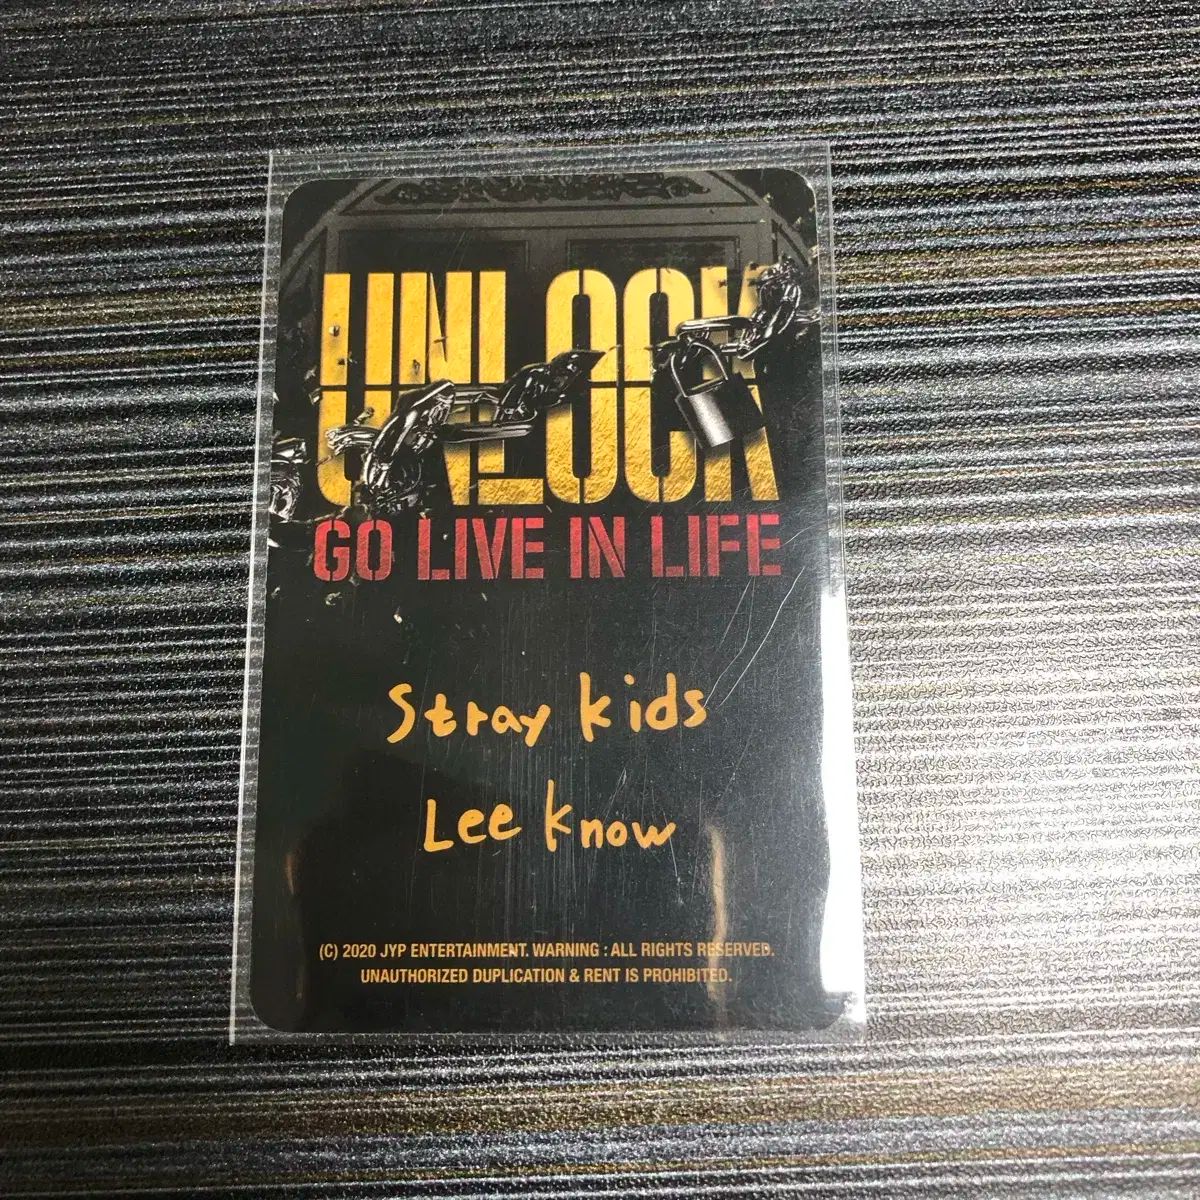 UNLOCK
GO LIVE IN LIFE
Stray kids
Lee know
(C) 2020 JYP ENTERTAINMENT. WARNING : ALL RIGHTS RESERVED.
UNAUTHORIZED DUPLICATION & RENT IS PROHIBITED.